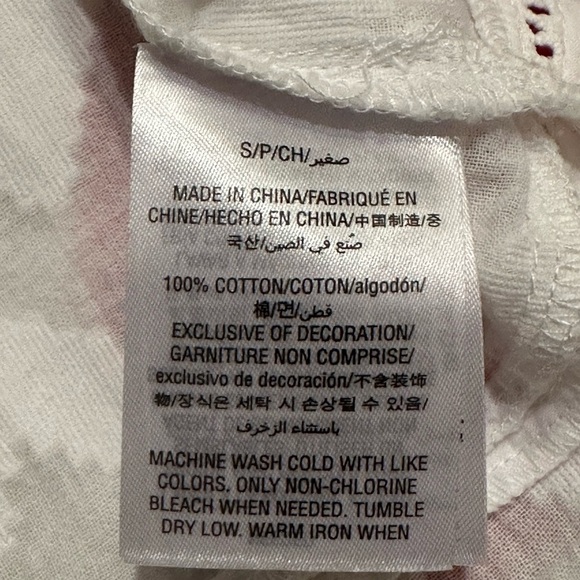 S/P/CH/صغير
MADE IN CHINA/FABRIQUÉ EN
CHINE/HECHO EN CHINA/中国制造/중
국산/صُنع في الصين
100% COTTON/COTON/algodón/
棉/면/قطن
EXCLUSIVE OF DECORATION/
GARNITURE NON COMPRISE/
exclusivo de decoración/不含装饰
物/장식은 세탁 시 손상될 수 있음/
باستثناء الزخرف
MACHINE WASH COLD WITH LIKE
COLORS. ONLY NON-CHLORINE
BLEACH WHEN NEEDED. TUMBLE
DRY LOW. WARM IRON WHEN